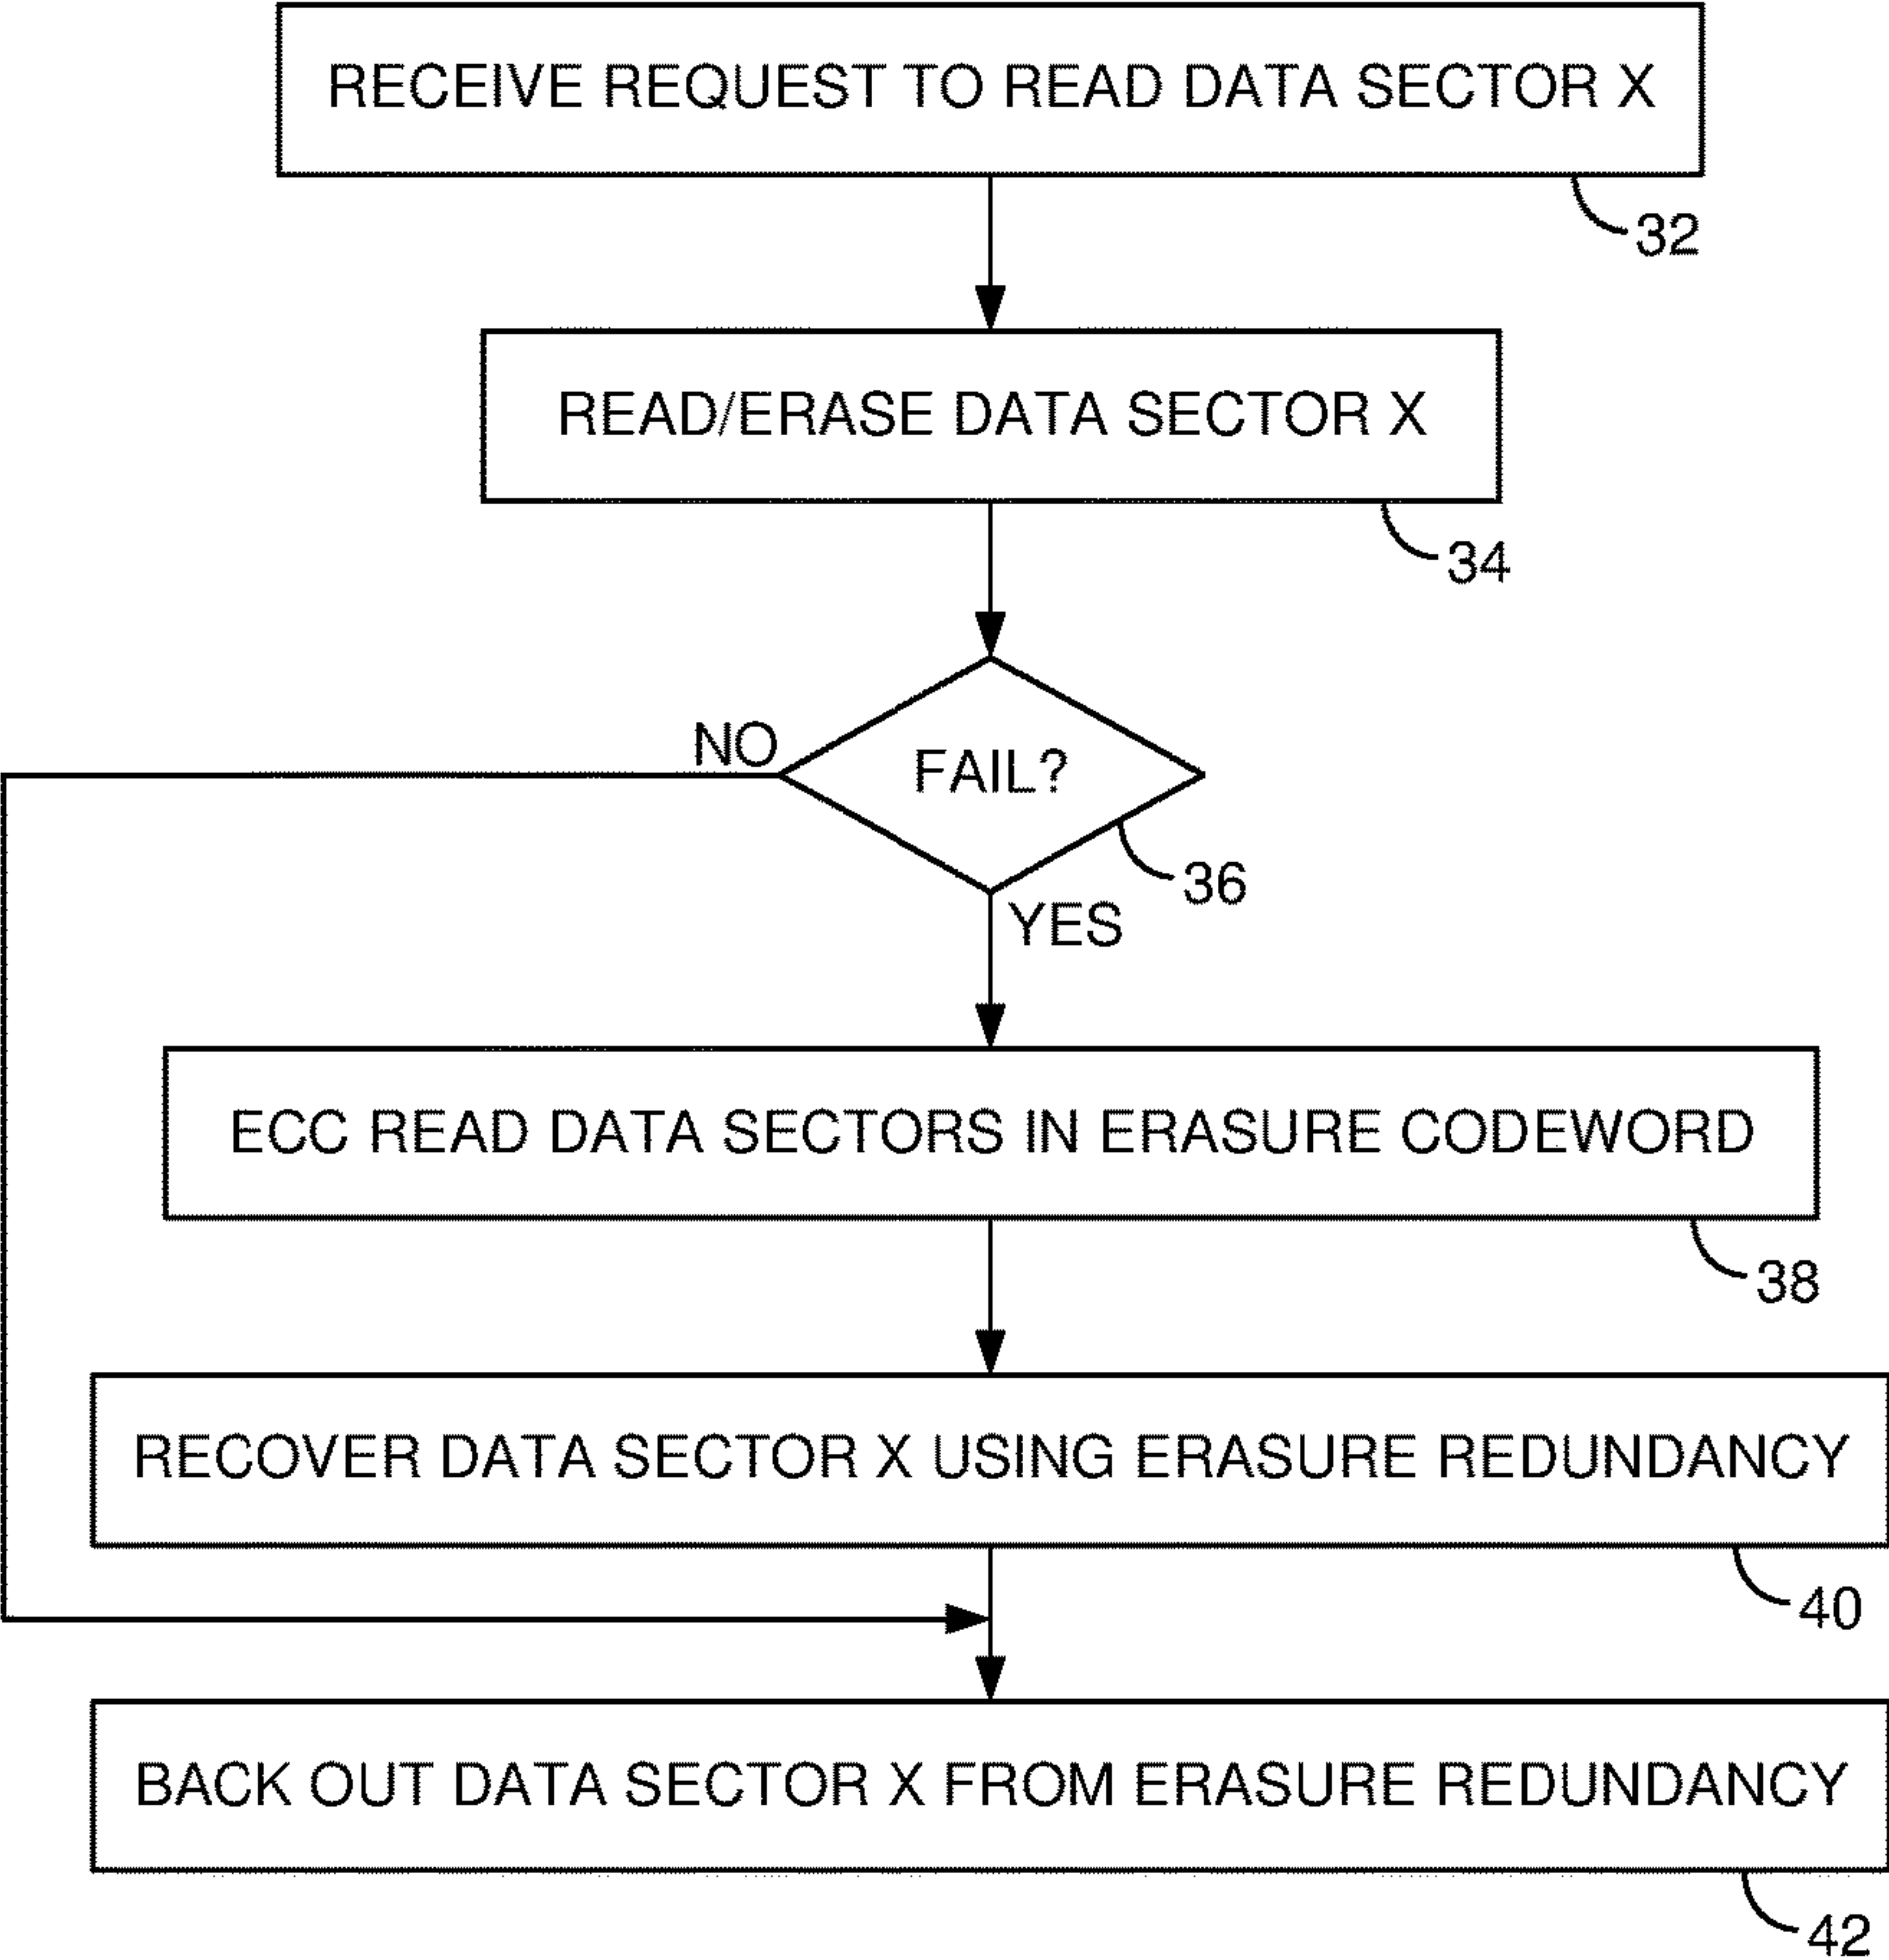 RECEIVE REQUEST TO READ DATA SECTOR X
32
READ/ERASE DATA SECTOR X
34
NO
FAIL?
36
YES
ECC READ DATA SECTORS IN ERASURE CODEWORD
38
RECOVER DATA SECTOR X USING ERASURE REDUNDANCY
40
BACK OUT DATA SECTOR X FROM ERASURE REDUNDANCY
42